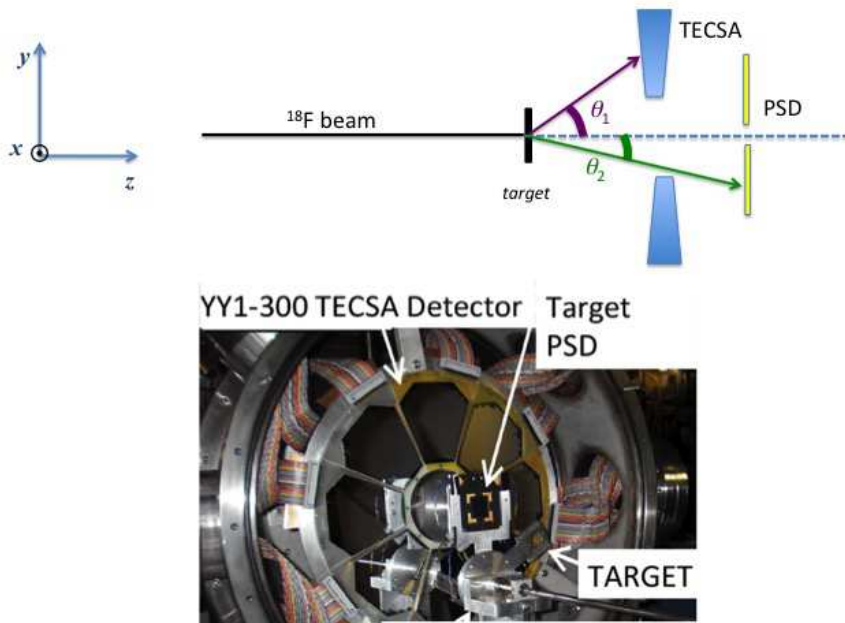 TECSA
y
¹⁸F beam
θ₁
PSD
x
θ₂
z
target
YY1-300 TECSA Detector
Target
PSD
TARGET